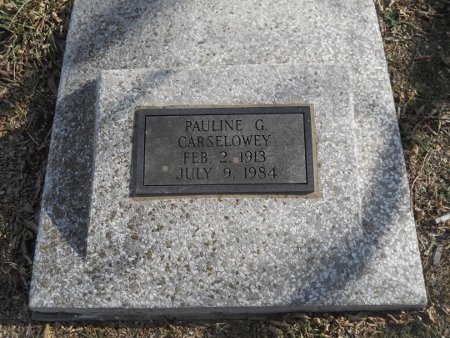 PAULINE G.
CARSELOWEY
FEB. 2, 1913
JULY 9, 1984